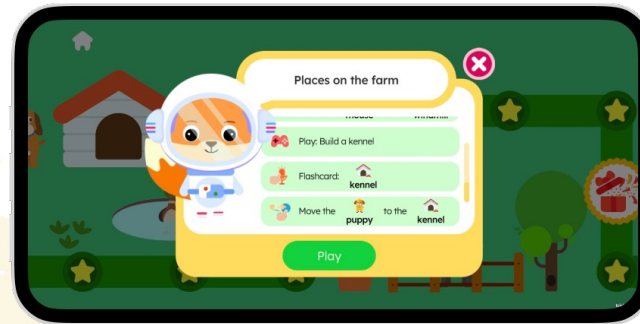 Places on the farm
Play: Build a kennel
Flashcard: kennel
Move the puppy to the kennel
Play